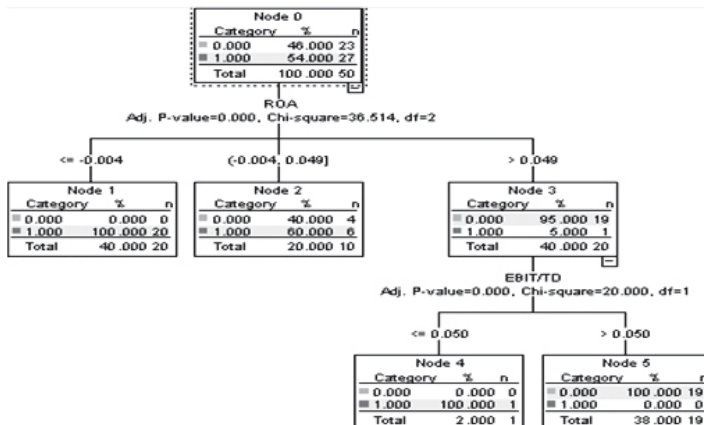 Node 0
Category % n
0.000 46.000 23
1.000 54.000 27
Total 100.000 50
ROA
Adj. P-value=0.000, Chi-square=36.514, df=2
<= -0.004 (-0.004, 0.049] > 0.049
Node 1
Category % n
0.000 0.000 0
1.000 100.000 20
Total 40.000 20
Node 2
Category % n
0.000 40.000 4
1.000 60.000 6
Total 20.000 10
Node 3
Category % n
0.000 95.000 19
1.000 5.000 1
Total 40.000 20
EBIT/TD
Adj. P-value=0.000, Chi-square=20.000, df=1
<= 0.050 > 0.050
Node 4
Category % n
0.000 0.000 0
1.000 100.000 1
Total 2.000 1
Node 5
Category % n
0.000 100.000 19
1.000 0.000 0
Total 38.000 19